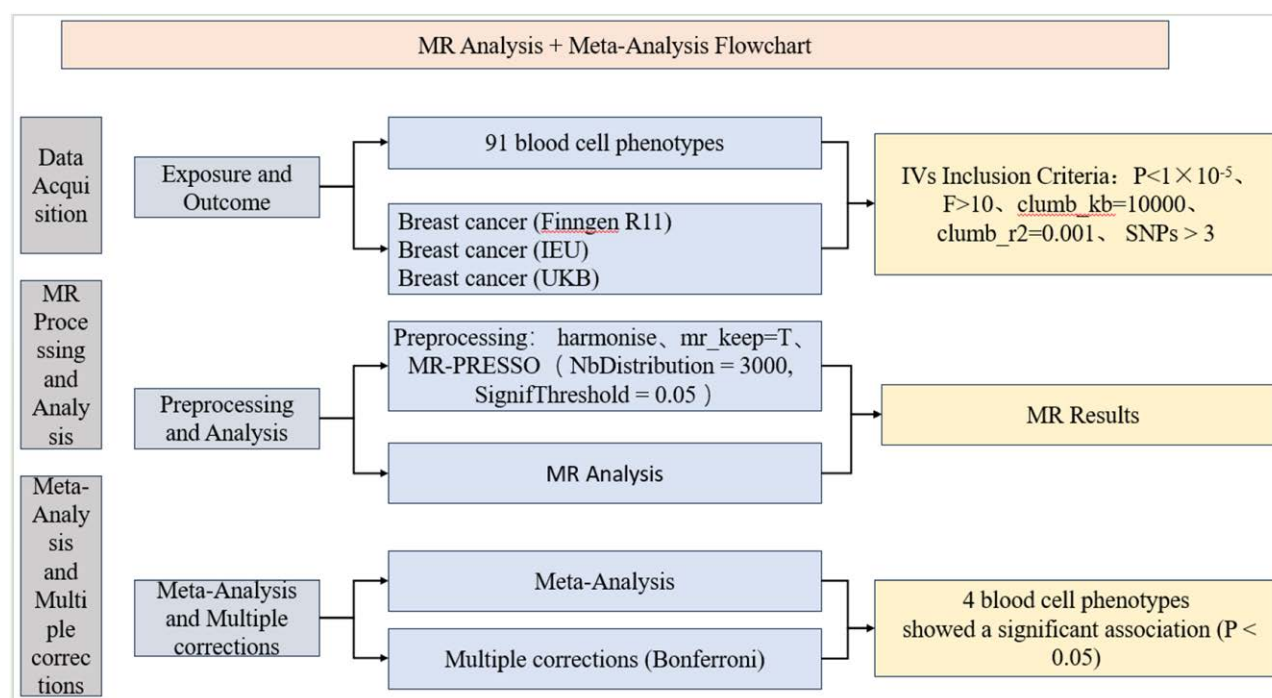 MR Analysis + Meta-Analysis Flowchart
Data
Acqui
sition
Exposure and
Outcome
91 blood cell phenotypes
Breast cancer (Finngen R11)
Breast cancer (IEU)
Breast cancer (UKB)
IVs Inclusion Criteria：P<1×10⁻⁵、
F>10、clumb_kb=10000、
clumb_r2=0.001、 SNPs > 3
MR
Proce
ssing
and
Analy
sis
Preprocessing
and Analysis
Preprocessing： harmonise、mr_keep=T、
MR-PRESSO（ NbDistribution = 3000,
SignifThreshold = 0.05 ）
MR Analysis
MR Results
Meta-
Analy
sis
and
Multi
ple
correc
tions
Meta-Analysis
and Multiple
corrections
Meta-Analysis
Multiple corrections (Bonferroni)
4 blood cell phenotypes
showed a significant association (P <
0.05)